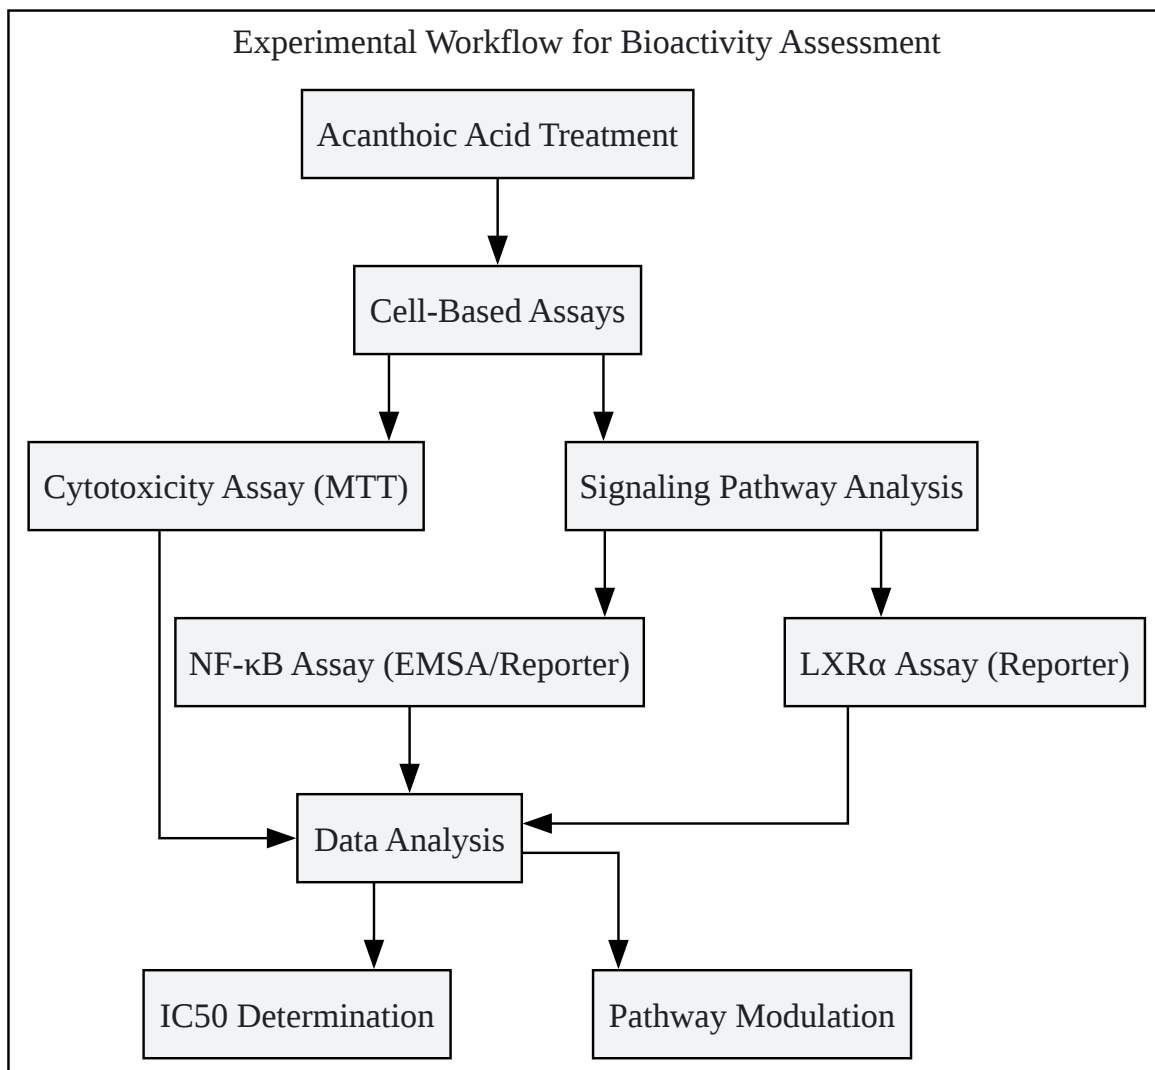 Experimental Workflow for Bioactivity Assessment
Acanthoic Acid Treatment
Cell-Based Assays
Cytotoxicity Assay (MTT)
Signaling Pathway Analysis
NF-κB Assay (EMSA/Reporter)
LXRα Assay (Reporter)
Data Analysis
IC50 Determination
Pathway Modulation